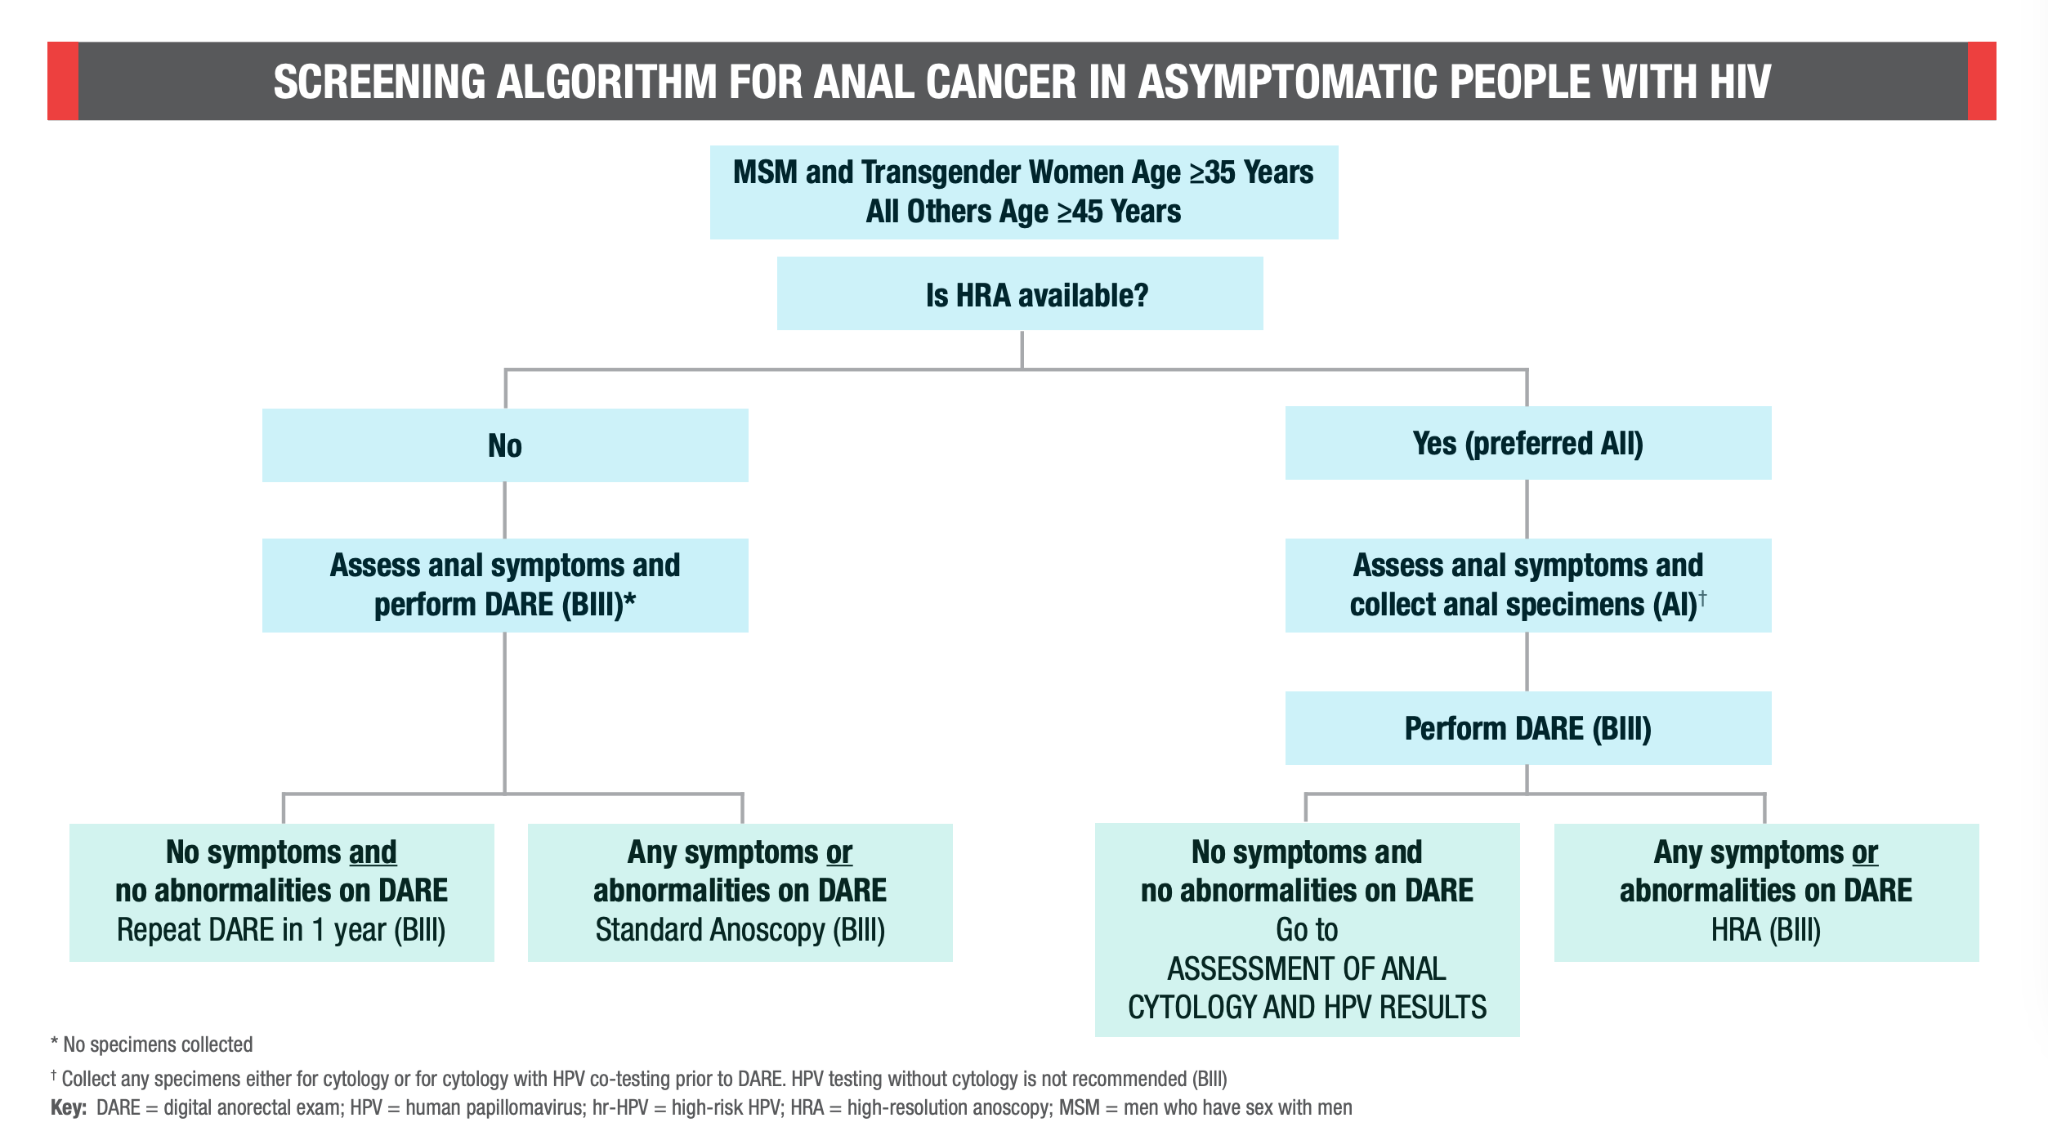 SCREENING ALGORITHM FOR ANAL CANCER IN ASYMPTOMATIC PEOPLE WITH HIV
MSM and Transgender Women Age ≥35 Years
All Others Age ≥45 Years
Is HRA available?
No
Yes (preferred AII)
Assess anal symptoms and
perform DARE (BIII)*
Assess anal symptoms and
collect anal specimens (AI)†
Perform DARE (BIII)
No symptoms and
no abnormalities on DARE
Repeat DARE in 1 year (BIII)
Any symptoms or
abnormalities on DARE
Standard Anoscopy (BIII)
No symptoms and
no abnormalities on DARE
Go to
ASSESSMENT OF ANAL
CYTOLOGY AND HPV RESULTS
Any symptoms or
abnormalities on DARE
HRA (BIII)
* No specimens collected
† Collect any specimens either for cytology or for cytology with HPV co-testing prior to DARE. HPV testing without cytology is not recommended (BIII)
Key: DARE = digital anorectal exam; HPV = human papillomavirus; hr-HPV = high-risk HPV; HRA = high-resolution anoscopy; MSM = men who have sex with men